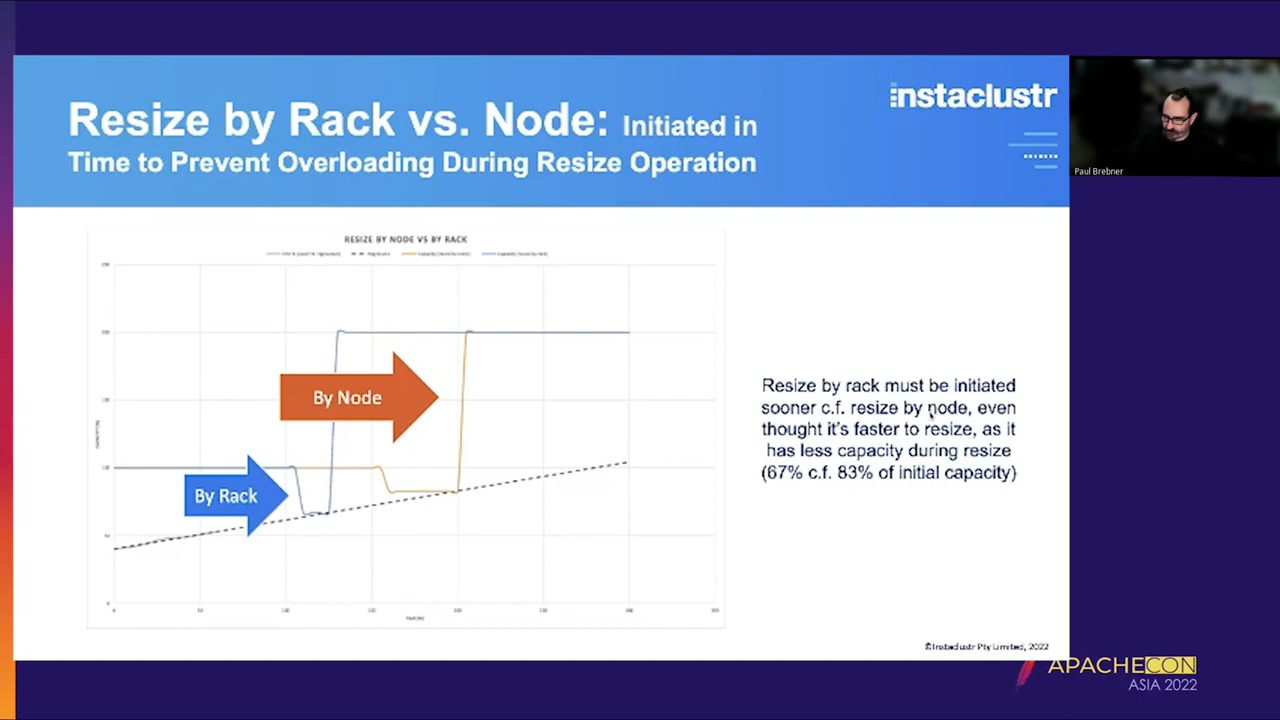 Resize by Rack vs. Node: Initiated in
Time to Prevent Overloading During Resize Operation
instaclustr
Paul Brebner
RESIZE BY NODE VS BY RACK
By Node
By Rack
Resize by rack must be initiated
sooner c.f. resize by node, even
thought it's faster to resize, as it
has less capacity during resize
(67% c.f. 83% of initial capacity)
©Instaclustr Pty Limited, 2022
APACHECON
ASIA 2022